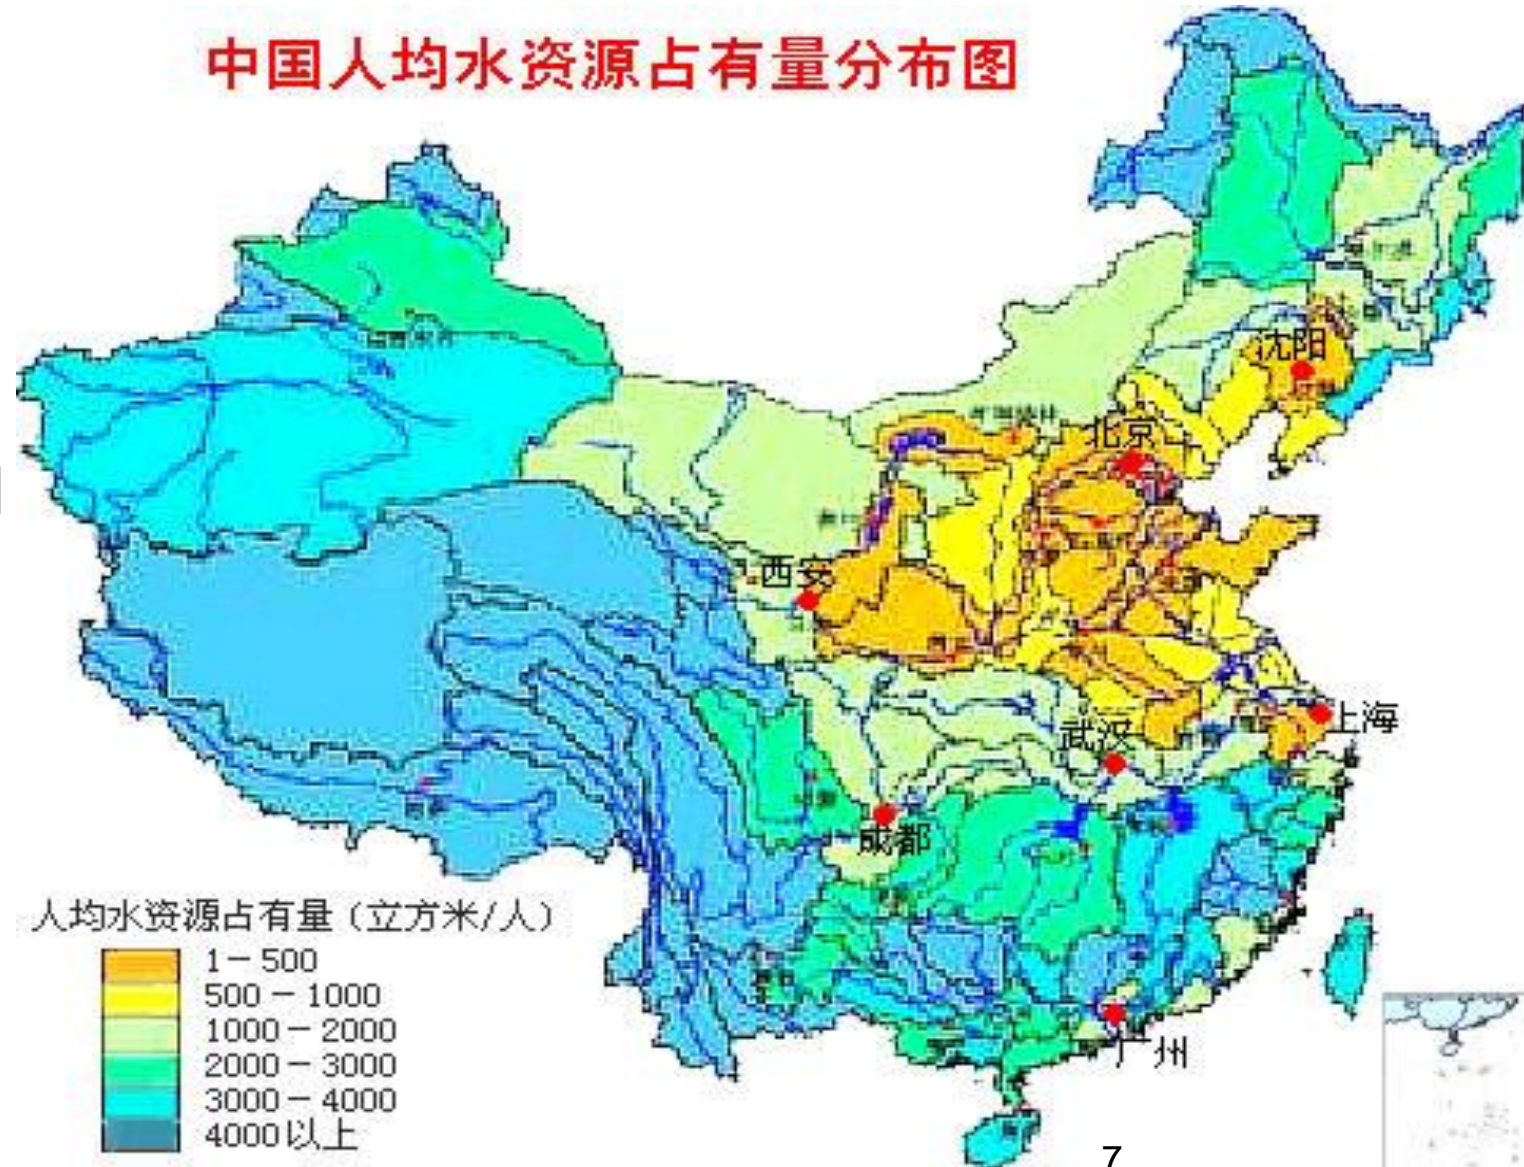 中国人均水资源占有量分布图
沈阳
北京
西安
上海
武汉
成都
广州
人均水资源占有量（立方米/人）
1－500
500－1000
1000－2000
2000－3000
3000－4000
4000以上
7